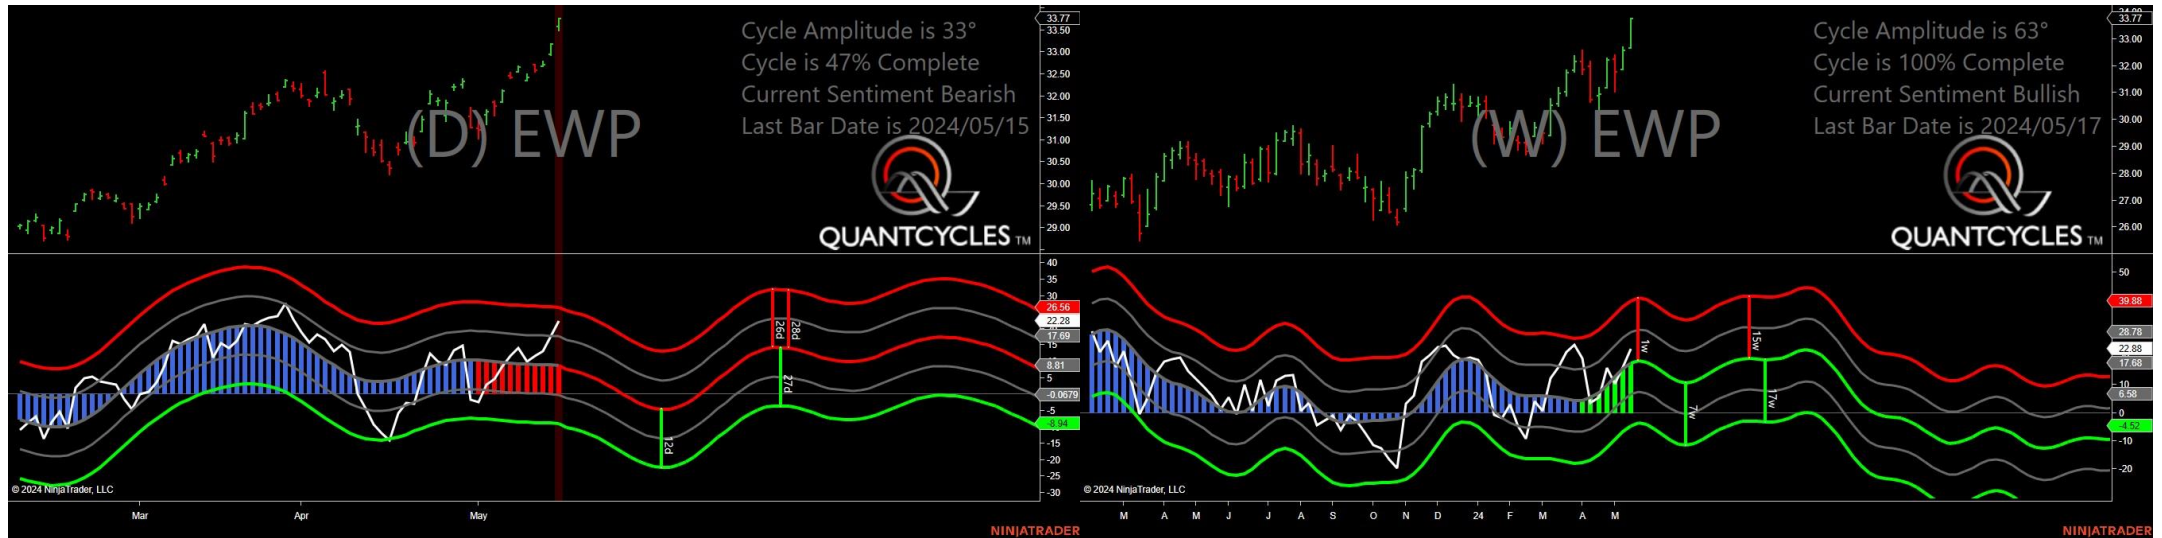 Cycle Amplitude is 33°
Cycle is 47% Complete
Current Sentiment Bearish
Last Bar Date is 2024/05/15
(D) EWP
QUANTCYCLES TM
33.77
33.50
33.00
32.50
32.00
31.50
31.00
30.50
30.00
29.50
29.00
40
35
30
26.56
22.28
17.69
15
8.81
5
-0.0679
-5
-8.94
-15
-20
-25
-30
26d
28d
27d
12d
© 2024 NinjaTrader, LLC
Mar
Apr
May
NINJATRADER
Cycle Amplitude is 63°
Cycle is 100% Complete
Current Sentiment Bullish
Last Bar Date is 2024/05/17
(W) EWP
QUANTCYCLES TM
34.00
33.77
33.00
32.00
31.00
30.00
29.00
28.00
27.00
26.00
50
39.88
28.78
22.88
17.68
10
6.58
0
-4.52
-10
-20
1w
15w
7w
17w
© 2024 NinjaTrader, LLC
M A M J J A S O N D 24 F M A M
NINJATRADER